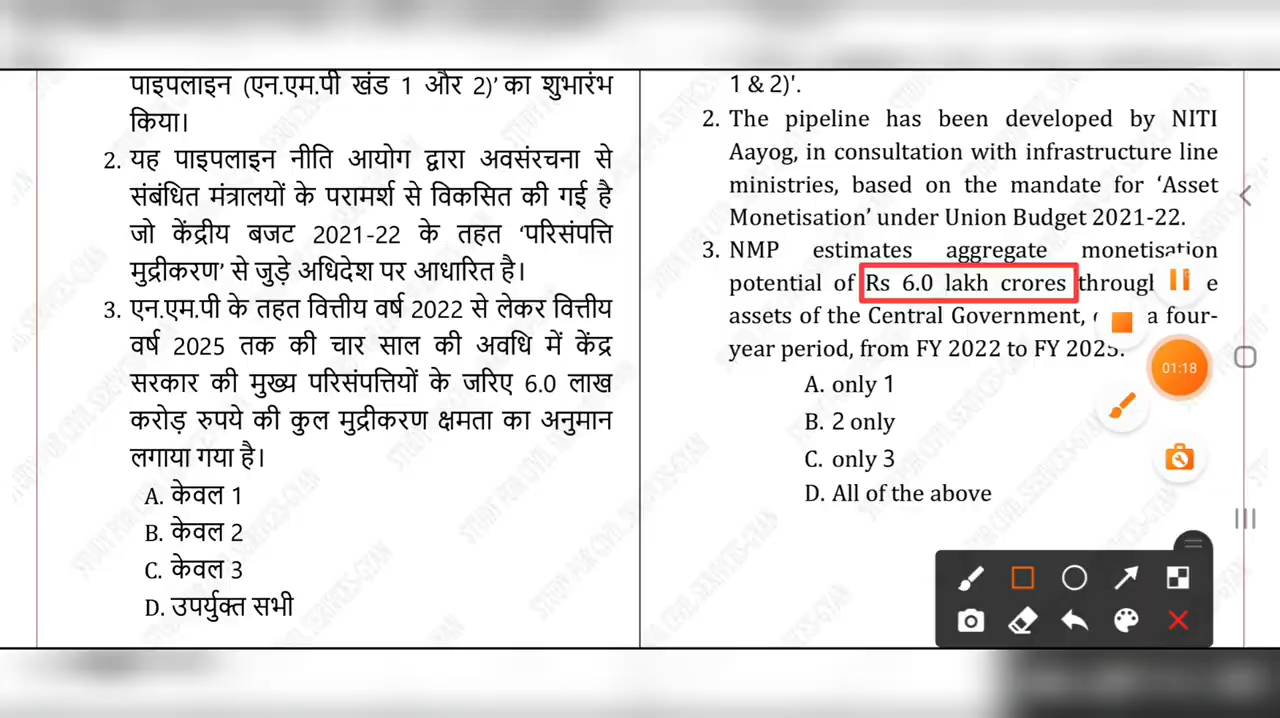 पाइपलाइन (एन.एम.पी खंड 1 और 2)’ का शुभारंभ
किया।
2. यह पाइपलाइन नीति आयोग द्वारा अवसंरचना से
संबंधित मंत्रालयों के परामर्श से विकसित की गई है
जो केंद्रीय बजट 2021-22 के तहत ‘परिसंपत्ति
मुद्रीकरण’ से जुड़े अधिदेश पर आधारित है।
3. एन.एम.पी के तहत वित्तीय वर्ष 2022 से लेकर वित्तीय
वर्ष 2025 तक की चार साल की अवधि में केंद्र
सरकार की मुख्य परिसंपत्तियों के जरिए 6.0 लाख
करोड़ रुपये की कुल मुद्रीकरण क्षमता का अनुमान
लगाया गया है।
A. केवल 1
B. केवल 2
C. केवल 3
D. उपर्युक्त सभी
1 & 2)'.
2. The pipeline has been developed by NITI
Aayog, in consultation with infrastructure line
ministries, based on the mandate for ‘Asset
Monetisation’ under Union Budget 2021-22.
3. NMP estimates aggregate monetisation
potential of Rs 6.0 lakh crores through e
assets of the Central Government, a four-
year period, from FY 2022 to FY 2025.
A. only 1
B. 2 only
C. only 3
D. All of the above
01:18